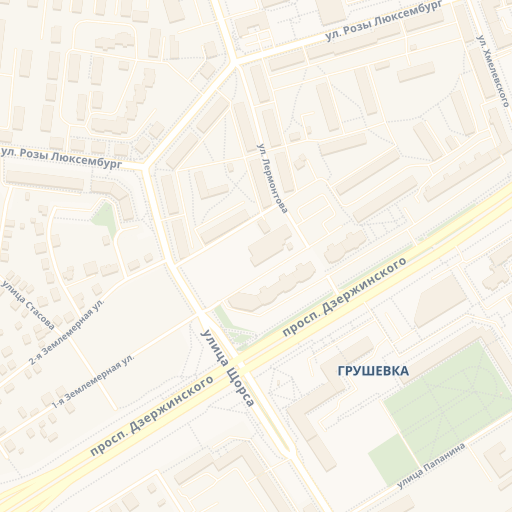 ул. Розы Люксембург
ул. Хмелевского
ул. Розы Люксембург
ул. Лермонтова
просп. Дзержинского
улица Стасова
2-я Землемерная ул.
улица Щорса
ГРУШЕВКА
1-я Землемерная ул.
просп. Дзержинского
улица Папанина